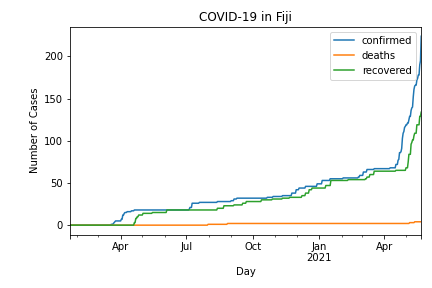 COVID-19 in Fiji
Number of Cases
200
150
100
50
0
confirmed
deaths
recovered
Apr
Jul
Oct
Jan
2021
Apr
Day